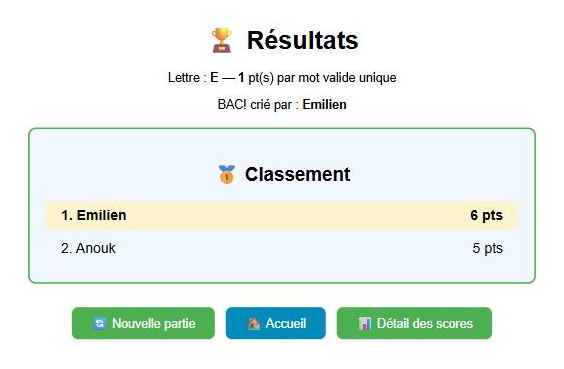 🏆 Résultats
Lettre : E — 1 pt(s) par mot valide unique
BAC! crié par : Emilien
🏅 Classement
1. Emilien 6 pts
2. Anouk 5 pts
🔄 Nouvelle partie 🏠 Accueil 📊 Détail des scores